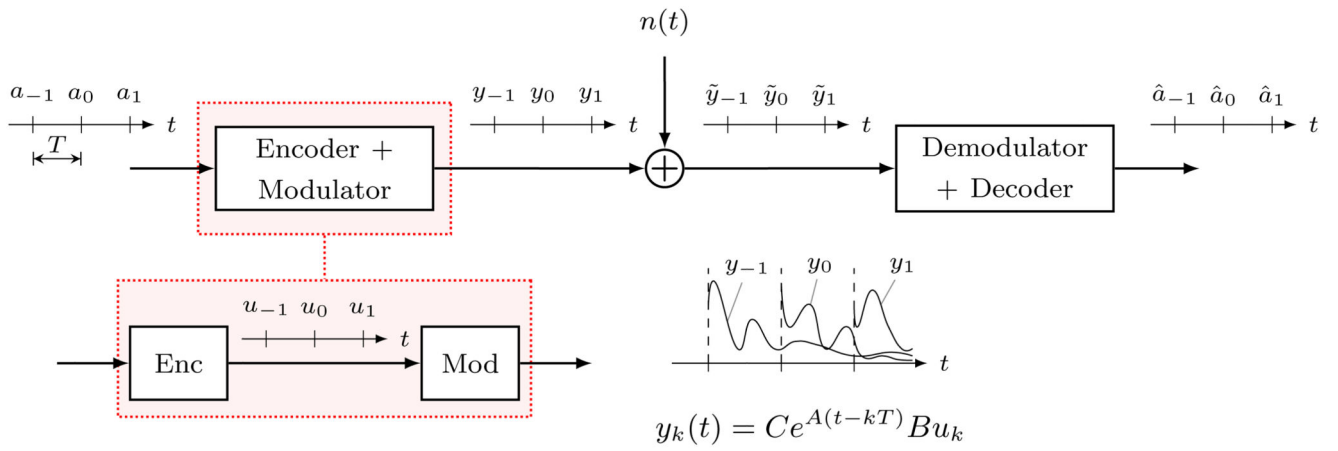 n(t)
a₋₁ a₀ a₁ t
T
y₋₁ y₀ y₁ t
ỹ₋₁ ỹ₀ ỹ₁ t
â₋₁ â₀ â₁ t
Encoder +
Modulator
+
Demodulator
+ Decoder
u₋₁ u₀ u₁ t
Enc
Mod
y₋₁ y₀ y₁
t
yₖ(t) = Ce^{A(t−kT)}Buₖ